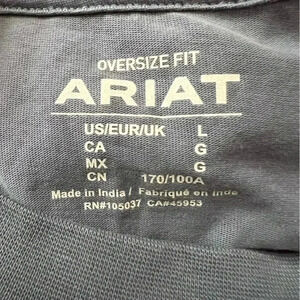 OVERSIZE FIT
ARIAT
US/EUR/UK L
CA G
MX G
CN 170/100A
Made in India / Fabriqué en Inde
RN#105037 CA#45953